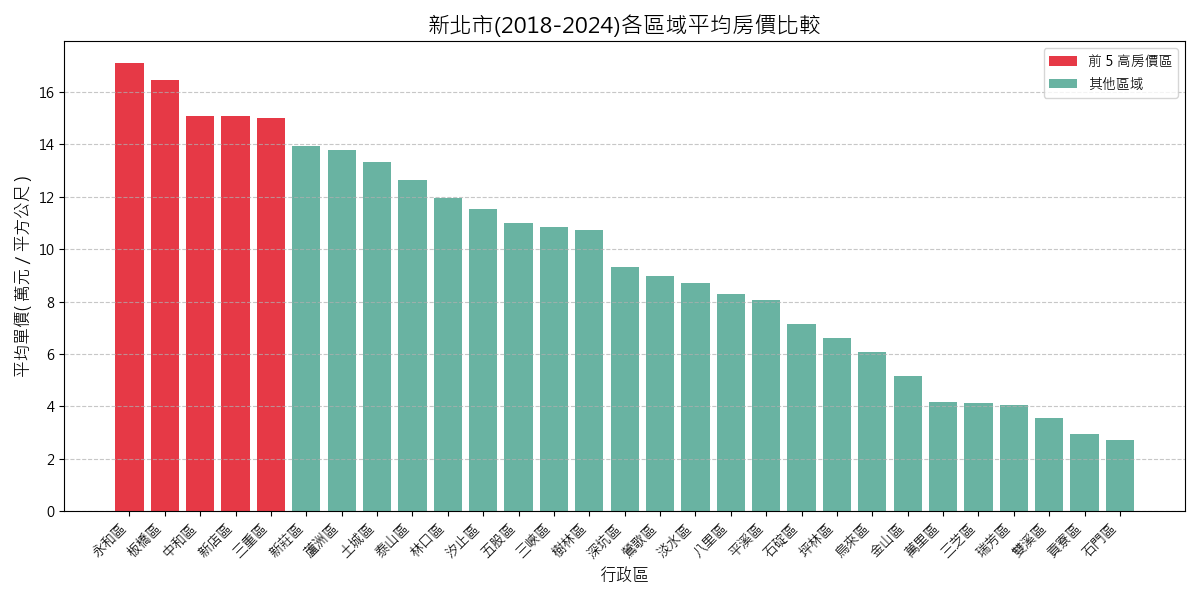 新北市(2018-2024)各區域平均房價比較
前 5 高房價區
其他區域
平均單價( 萬元 / 平方公尺 )
16
14
12
10
8
6
4
2
0
永和區
板橋區
中和區
新店區
三重區
新莊區
蘆洲區
土城區
泰山區
林口區
汐止區
五股區
三峽區
樹林區
深坑區
鶯歌區
淡水區
八里區
平溪區
石碇區
坪林區
烏來區
金山區
萬里區
三芝區
瑞芳區
雙溪區
貢寮區
石門區
行政區